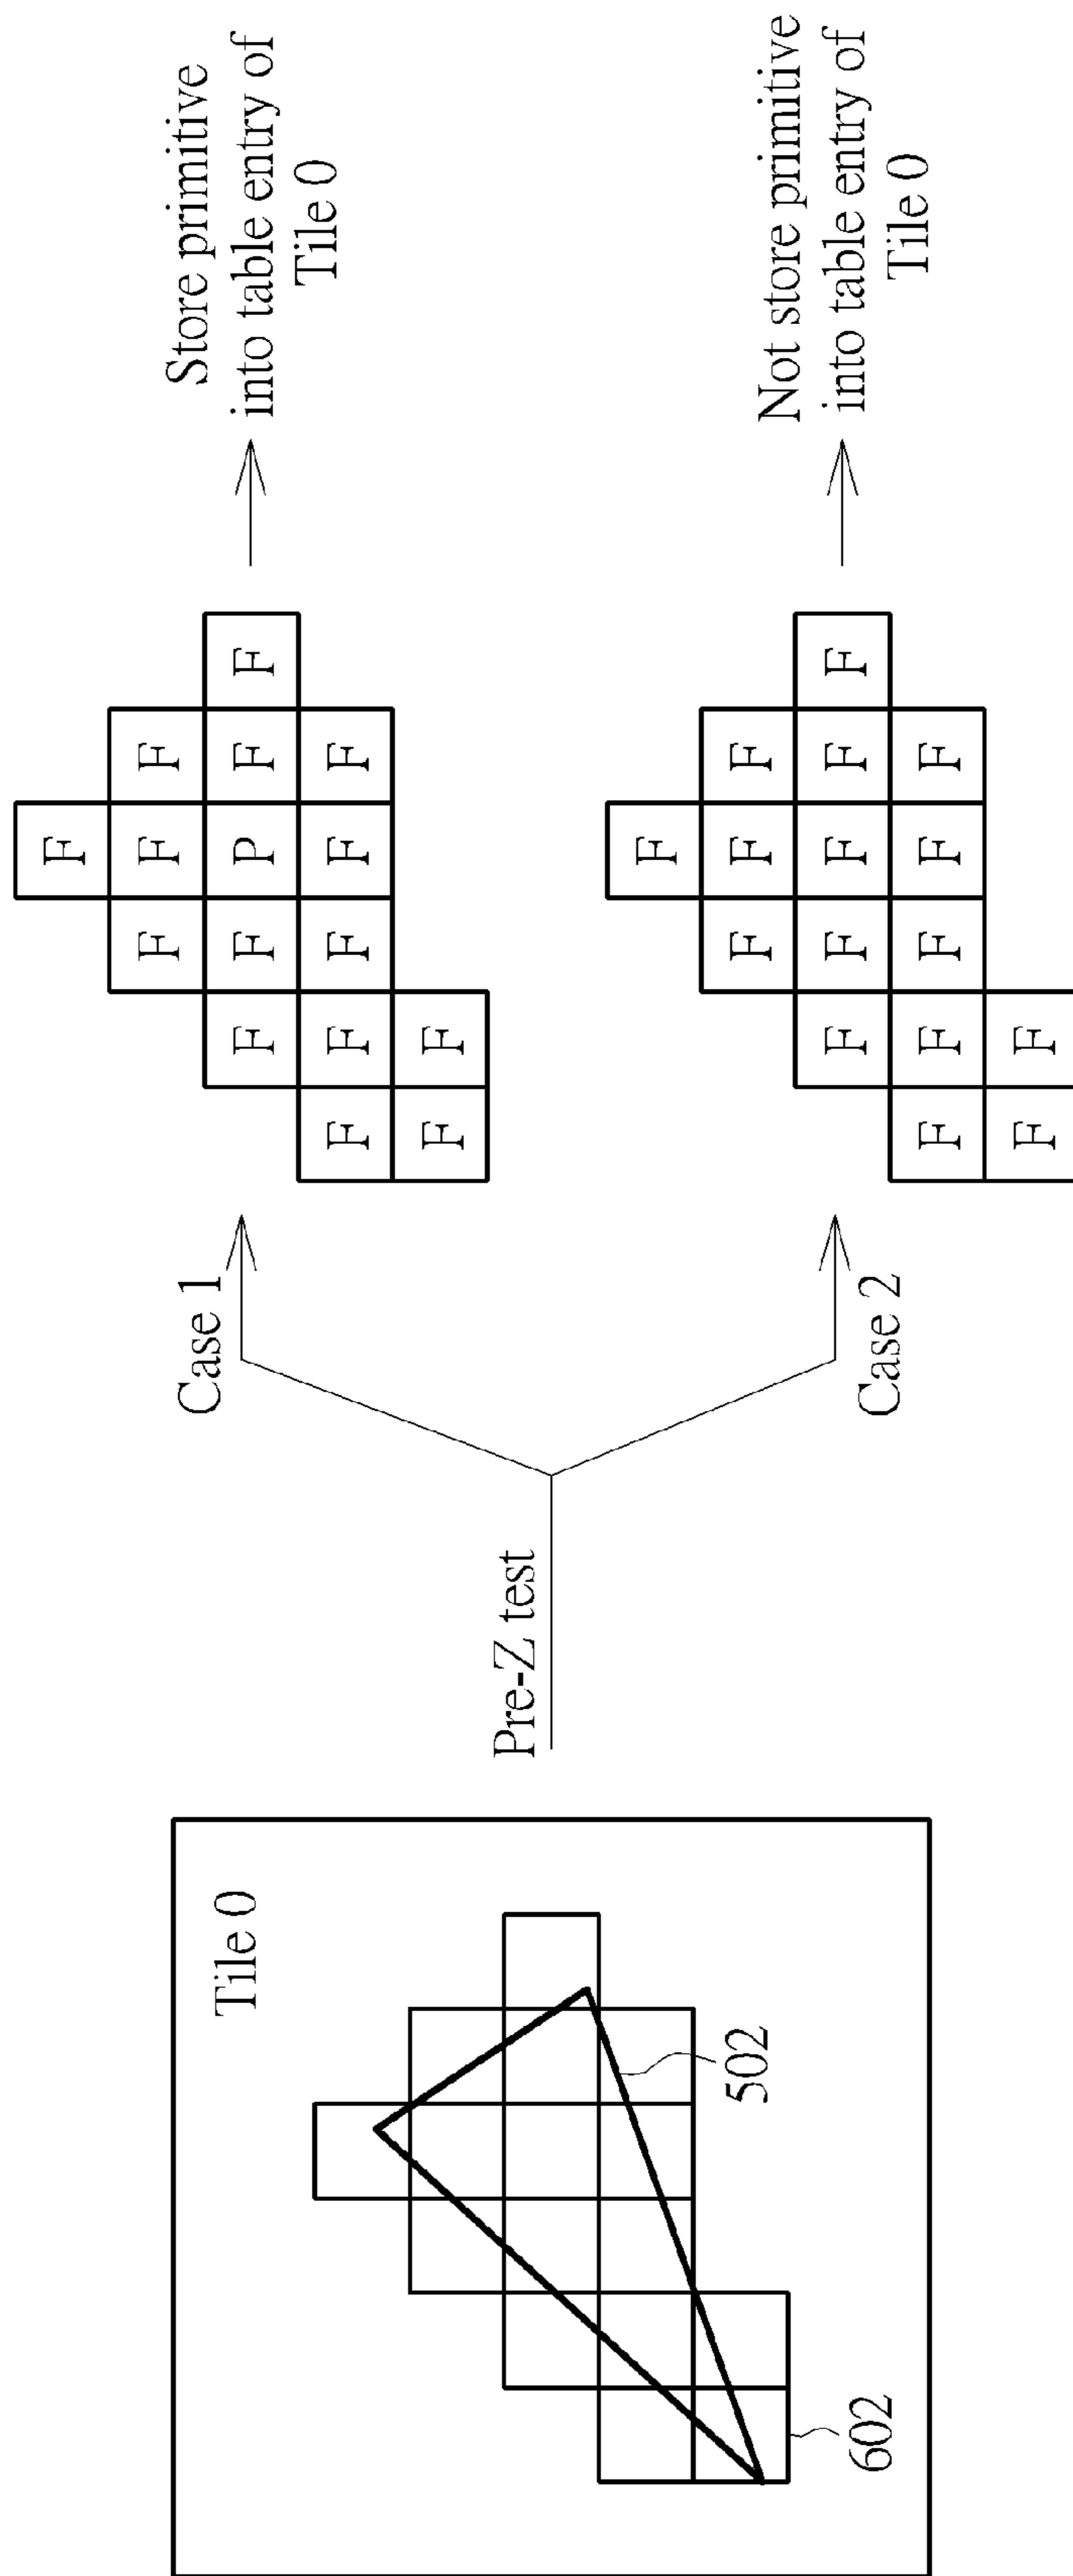 Tile 0
502
602
Pre-Z test
Case 1
F
F F F
F F P F F
F F F F F
F F
Store primitive
into table entry of
Tile 0
Case 2
F
F F F
F F F F F
F F F F F
F F
Not store primitive
into table entry of
Tile 0